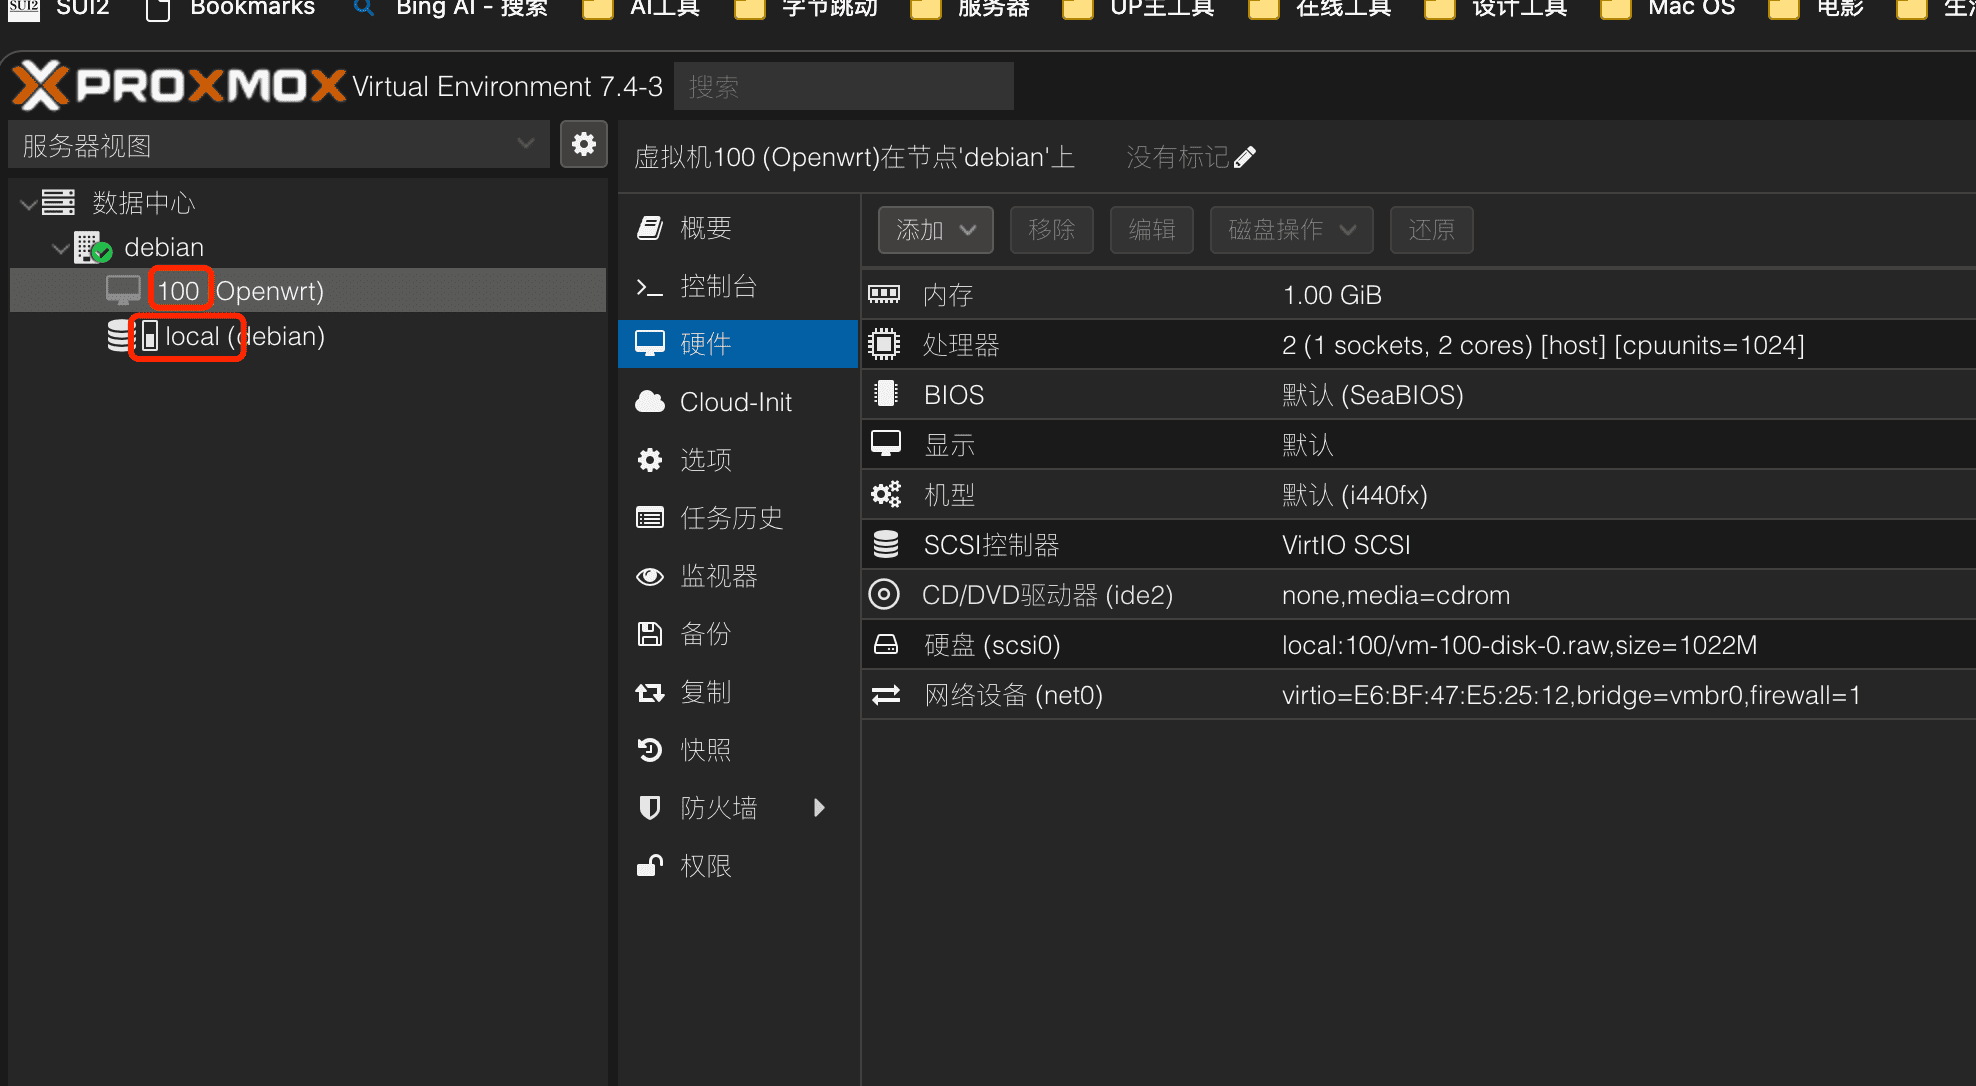 SUI2 SUI2 Bookmarks Bing AI - 搜索 AI工具 字节跳动 服务器 UP主工具 在线工具 设计工具 Mac OS 电影
PROXMOX Virtual Environment 7.4-3 搜索
服务器视图
数据中心
debian
100 (Openwrt)
local (debian)
虚拟机100 (Openwrt)在节点'debian'上 没有标记
概要
控制台
硬件
Cloud-Init
选项
任务历史
监视器
备份
复制
快照
防火墙
权限
添加 移除 编辑 磁盘操作 还原
内存 1.00 GiB
处理器 2 (1 sockets, 2 cores) [host] [cpuunits=1024]
BIOS 默认 (SeaBIOS)
显示 默认
机型 默认 (i440fx)
SCSI控制器 VirtIO SCSI
CD/DVD驱动器 (ide2) none,media=cdrom
硬盘 (scsi0) local:100/vm-100-disk-0.raw,size=1022M
网络设备 (net0) virtio=E6:BF:47:E5:25:12,bridge=vmbr0,firewall=1